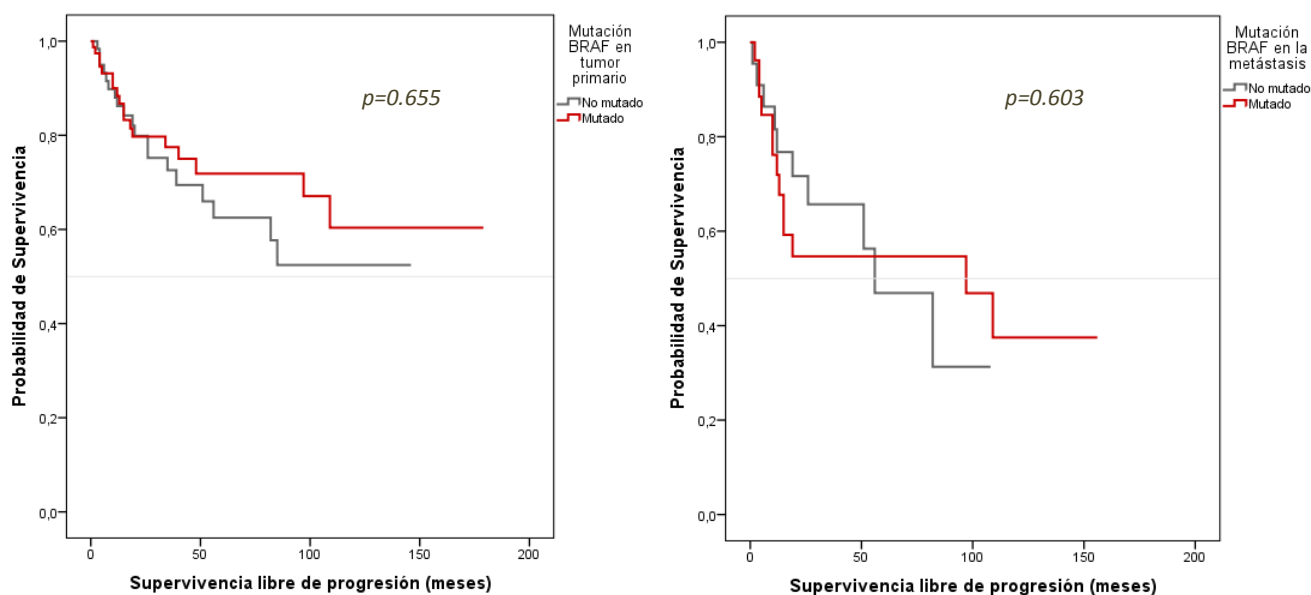 Mutación
BRAF en
tumor
primario
No mutado
Mutado
p=0.655
1,0
0,8
0,6
0,4
0,2
0,0
Probabilidad de Supervivencia
0
50
100
150
200
Supervivencia libre de progresión (meses)
Mutación
BRAF en la
metástasis
No mutado
Mutado
p=0.603
1,0
0,8
0,6
0,4
0,2
0,0
Probabilidad de Supervivencia
0
50
100
150
200
Supervivencia libre de progresión (meses)